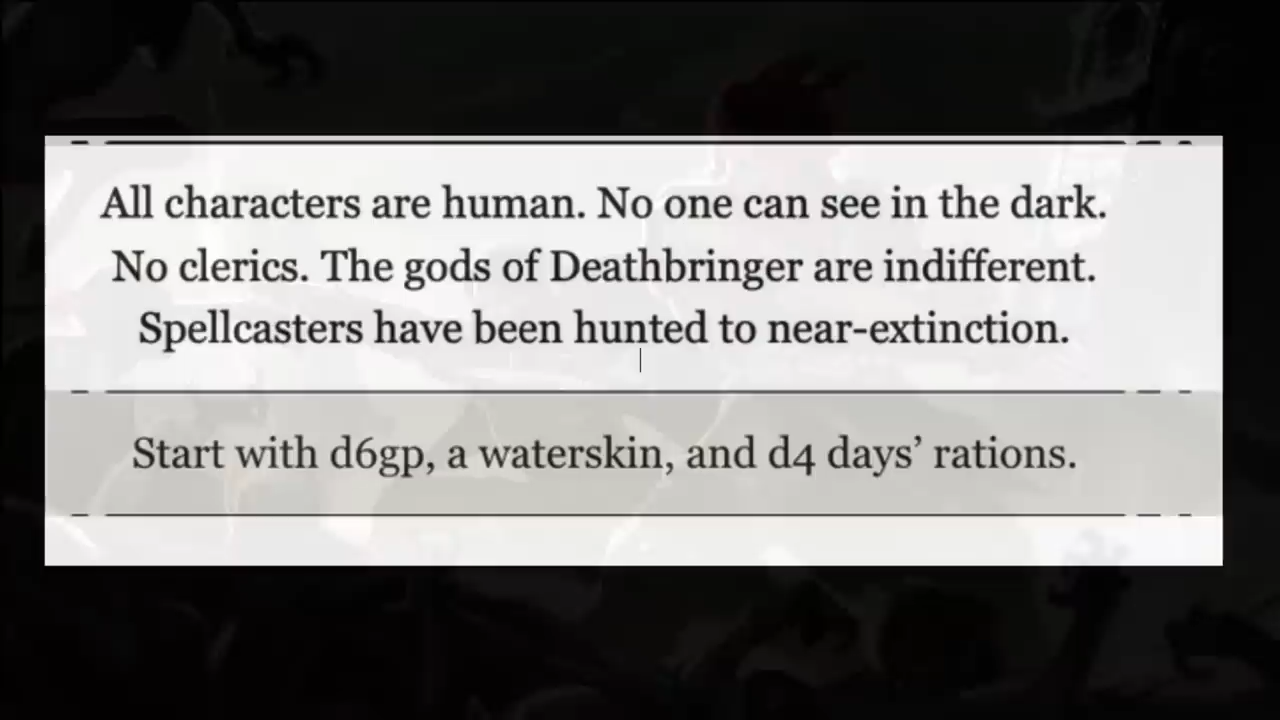 All characters are human. No one can see in the dark.
No clerics. The gods of Deathbringer are indifferent.
Spellcasters have been hunted to near-extinction.
Start with d6gp, a waterskin, and d4 days’ rations.